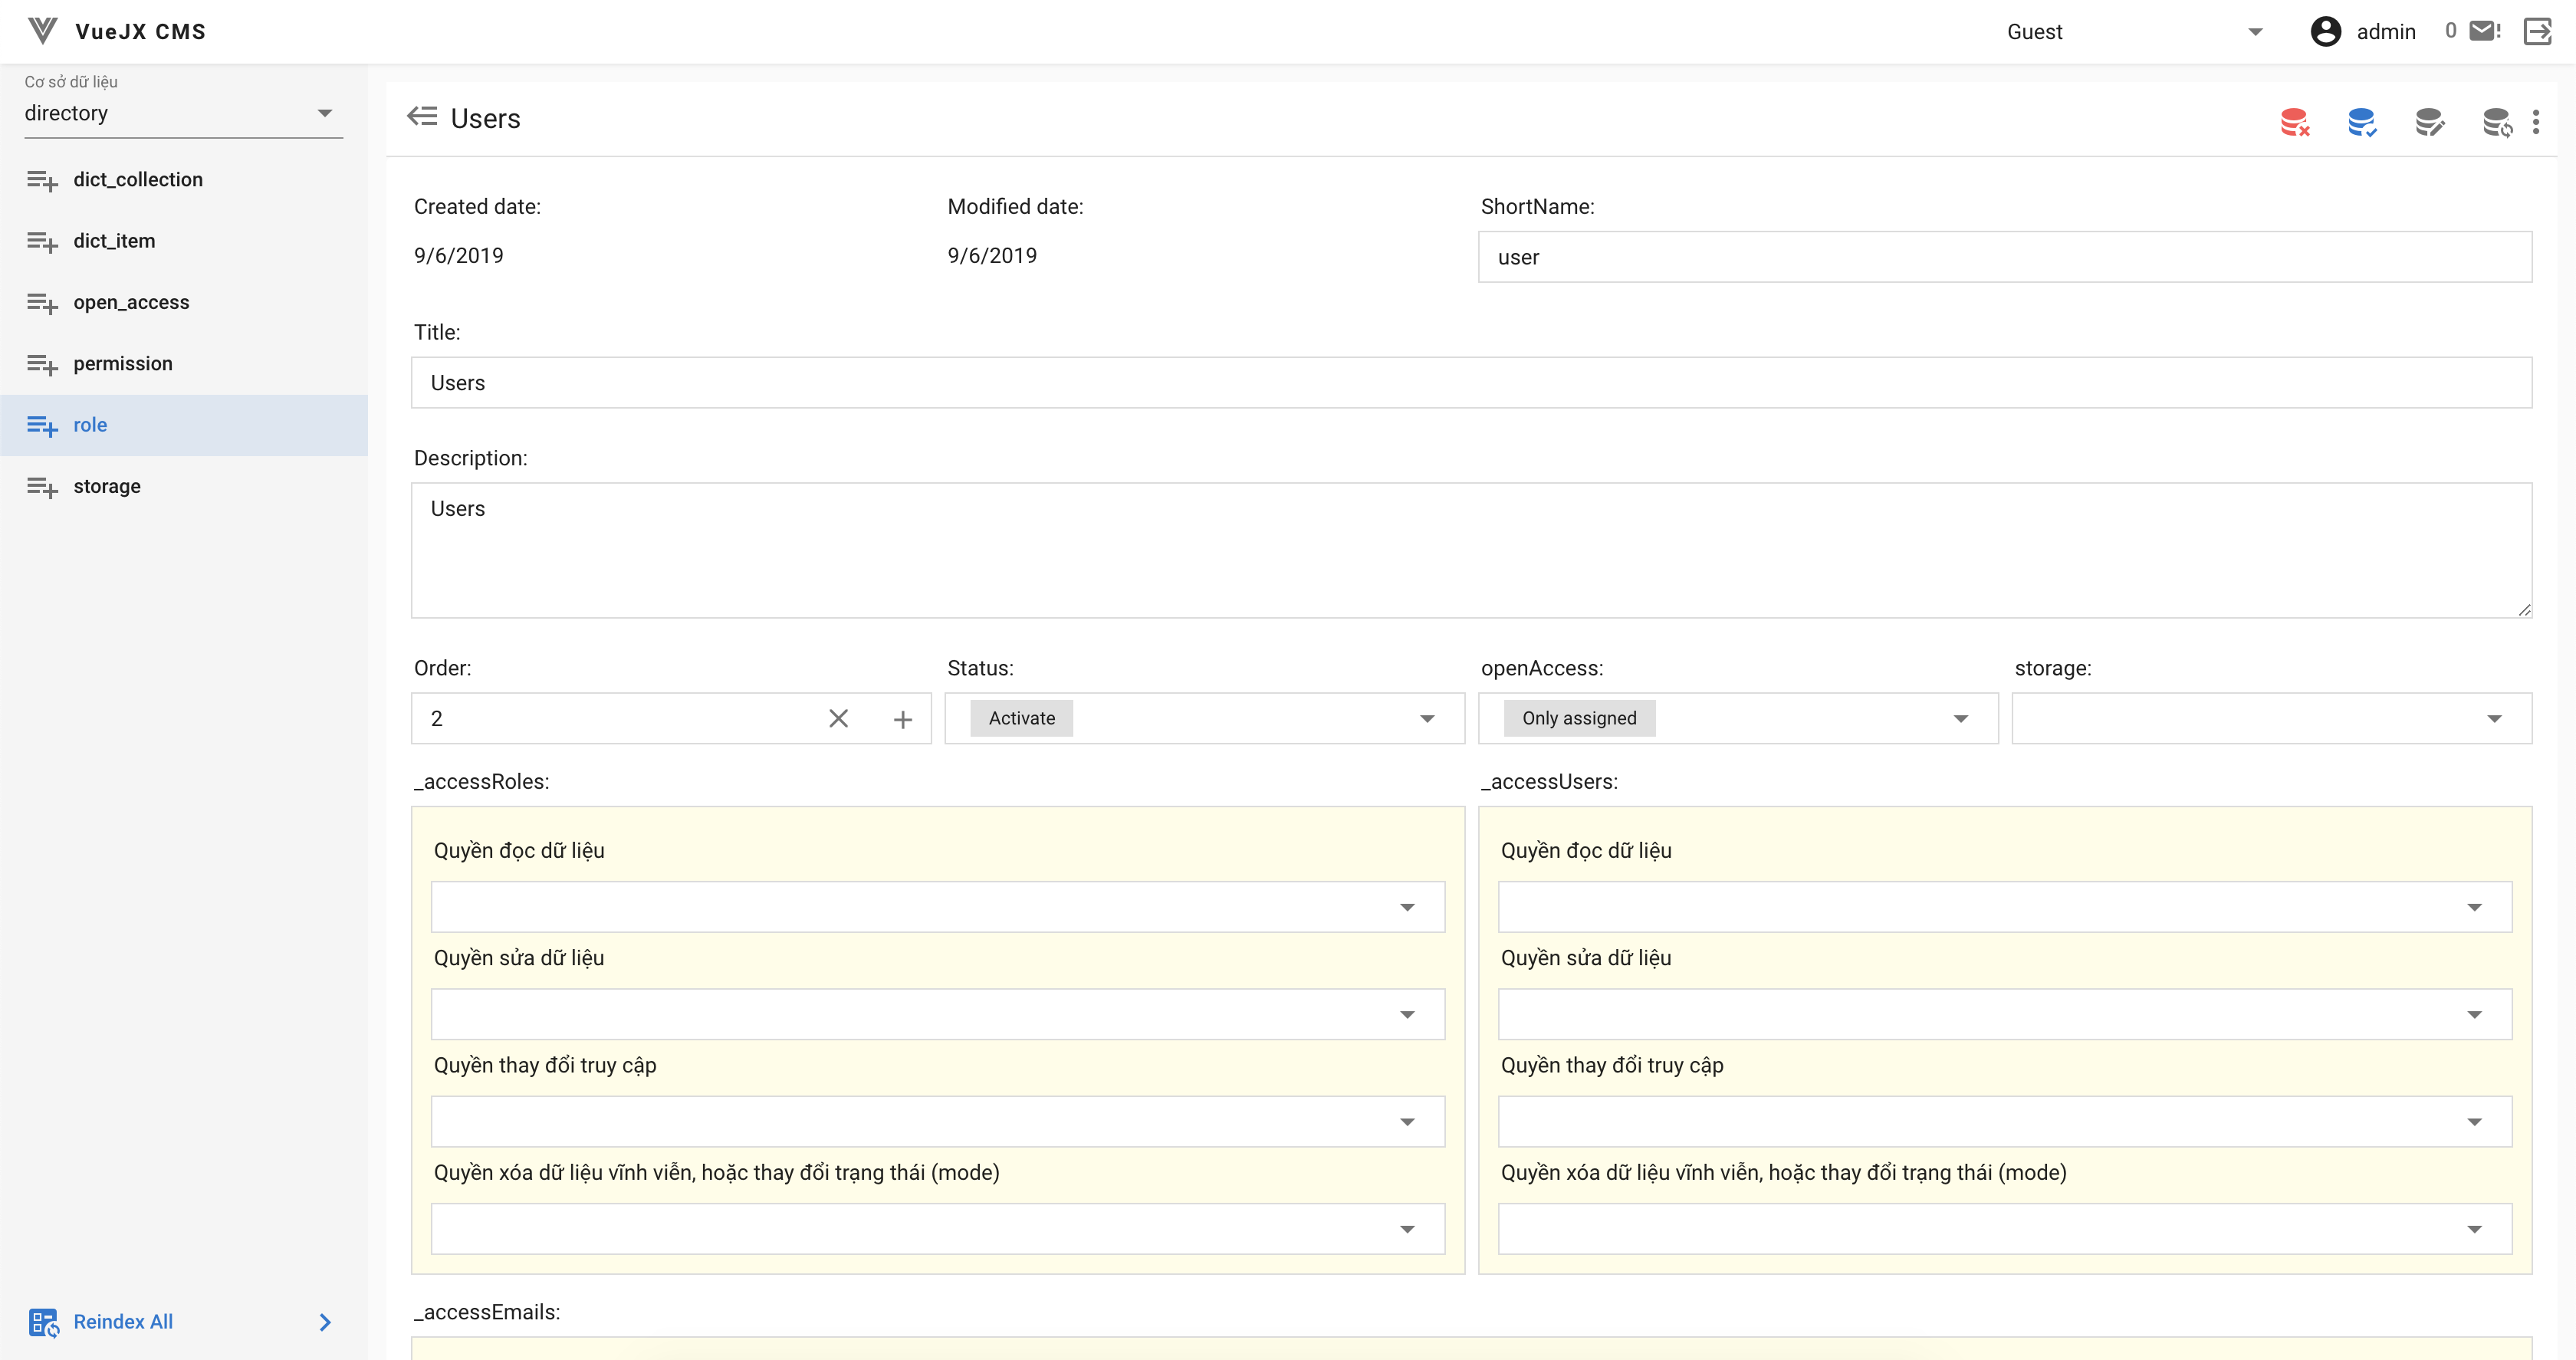 VueJX CMS
Guest
admin
0
Cơ sở dữ liệu
directory
dict_collection
dict_item
open_access
permission
role
storage
Reindex All
Users
Created date:
Modified date:
ShortName:
9/6/2019
9/6/2019
user
Title:
Users
Description:
Users
Order:
Status:
openAccess:
storage:
2
Activate
Only assigned
_accessRoles:
Quyền đọc dữ liệu
Quyền sửa dữ liệu
Quyền thay đổi truy cập
Quyền xóa dữ liệu vĩnh viễn, hoặc thay đổi trạng thái (mode)
_accessUsers:
Quyền đọc dữ liệu
Quyền sửa dữ liệu
Quyền thay đổi truy cập
Quyền xóa dữ liệu vĩnh viễn, hoặc thay đổi trạng thái (mode)
_accessEmails: